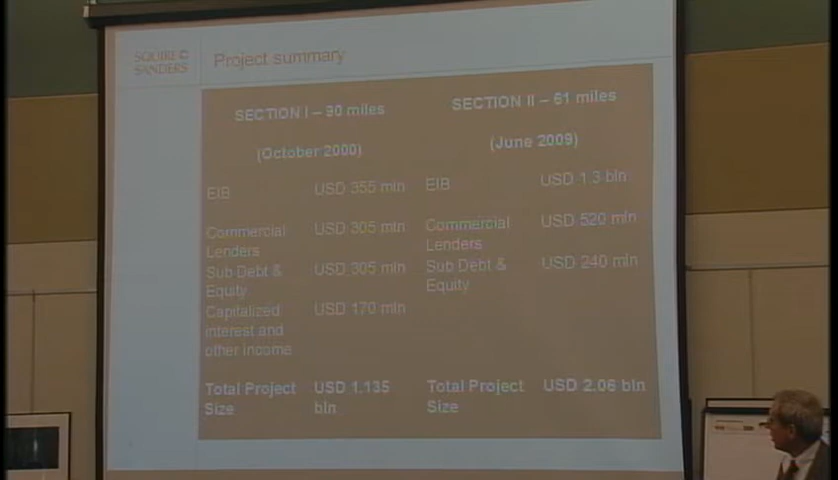 SQUIRE
SANDERS
Project summary
SECTION I – 90 miles
(October 2000)
EIB USD 355 mln
Commercial USD 305 mln
Lenders
Sub Debt & USD 305 mln
Equity
Capitalized USD 170 mln
interest and
other income
Total Project USD 1.135
Size bln
SECTION II – 61 miles
(June 2009)
EIB USD 1.3 bln
Commercial USD 520 mln
Lenders
Sub Debt & USD 240 mln
Equity
Total Project USD 2.06 bln
Size